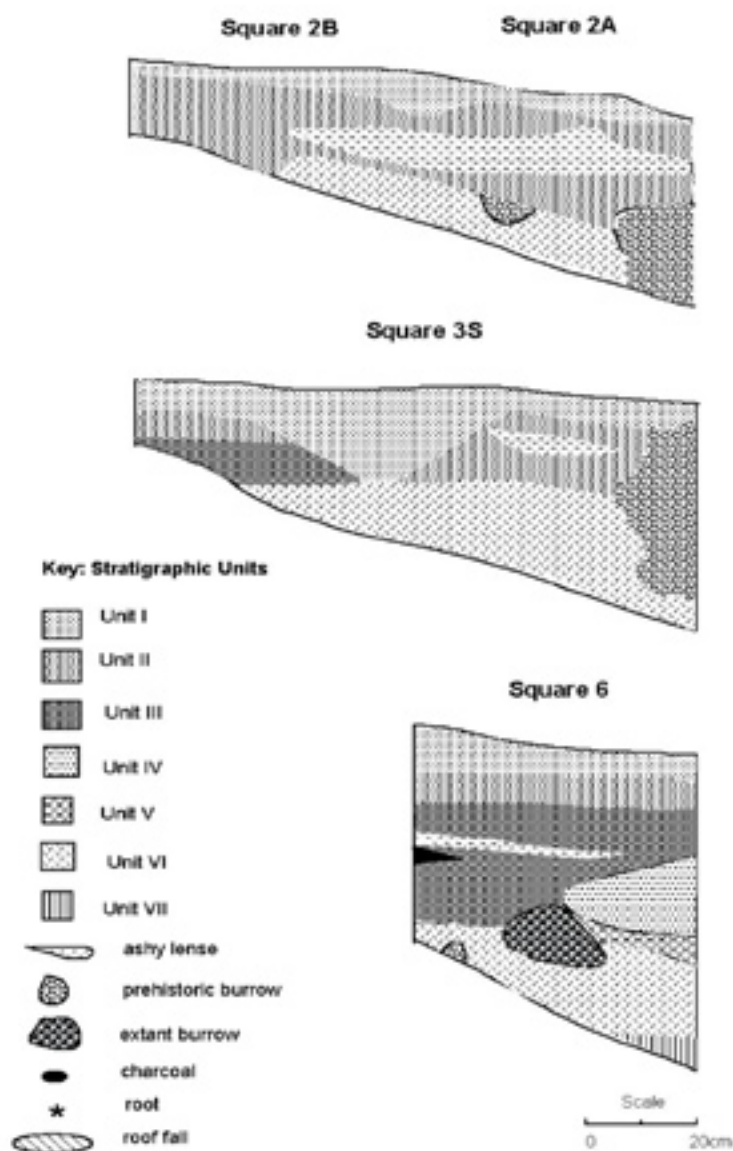 Square 2B Square 2A
Square 3S
Key: Stratigraphic Units
Unit I
Unit II
Unit III
Unit IV
Unit V
Unit VI
Unit VII
ashy lense
prehistoric burrow
extant burrow
charcoal
root
roof fall
Square 6
Scale
0 20cm